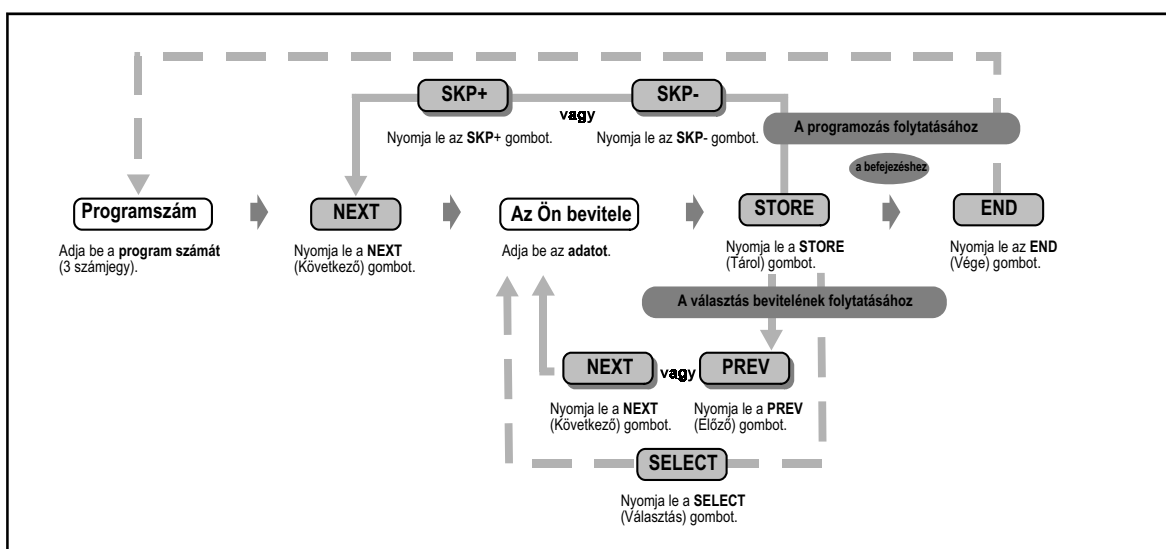 SKP+
vagy
SKP-
Nyomja le az SKP+ gombot.
Nyomja le az SKP- gombot.
A programozás folytatásához
a befejezéshez
Programszám
NEXT
Az Ön bevitele
STORE
END
Adja be a program számát
(3 számjegy).
Nyomja le a NEXT
(Következő) gombot.
Adja be az adatot.
Nyomja le a STORE
(Tárol) gombot.
Nyomja le az END
(Vége) gombot.
A választás bevitelének folytatásához
NEXT
vagy
PREV
Nyomja le a NEXT
(Következő) gombot.
Nyomja le a PREV
(Előző) gombot.
SELECT
Nyomja le a SELECT
(Választás) gombot.